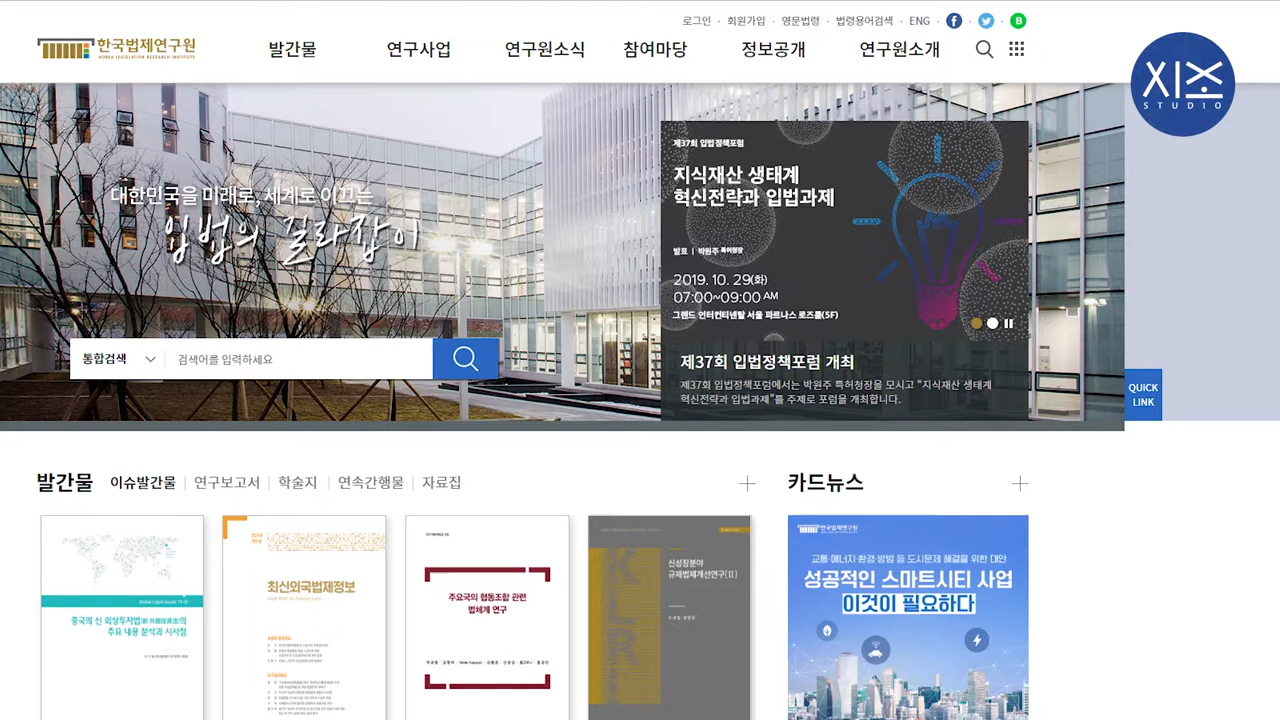 로그인 · 회원가입 · 영문법령 · 법령용어검색 · ENG
한국법제연구원
KOREA LEGISLATION RESEARCH INSTITUTE
발간물 연구사업 연구원소식 참여마당 정보공개 연구원소개
지조
STUDIO
대한민국을 미래로, 세계로 이끄는
입법의 길라잡이
통합검색 검색어를 입력하세요
제37회 입법정책포럼
지식재산 생태계
혁신전략과 입법과제
발표 | 박원주 특허청장
2019. 10. 29(화)
07:00~09:00 AM
그랜드 인터컨티넨탈 서울 파르나스 로즈룸(5F)
제37회 입법정책포럼 개최
제37회 입법정책포럼에서는 박원주 특허청장을 모시고 “지식재산 생태계
혁신전략과 입법과제”를 주제로 포럼을 개최합니다.
QUICK
LINK
발간물 이슈발간물 연구보고서 학술지 연속간행물 자료집
카드뉴스
Global Legal Issues
중국의 신 외상투자법(新 外商投資法)의
주요 내용 분석과 시사점
최신외국법제정보
주요국의 협동조합 관련
법체계 연구
신성장분야
규제법제개선연구(Ⅱ)
한국법제연구원
교통·에너지·환경·방범 등 도시문제 해결을 위한 대안
성공적인 스마트시티 사업
이것이 필요하다